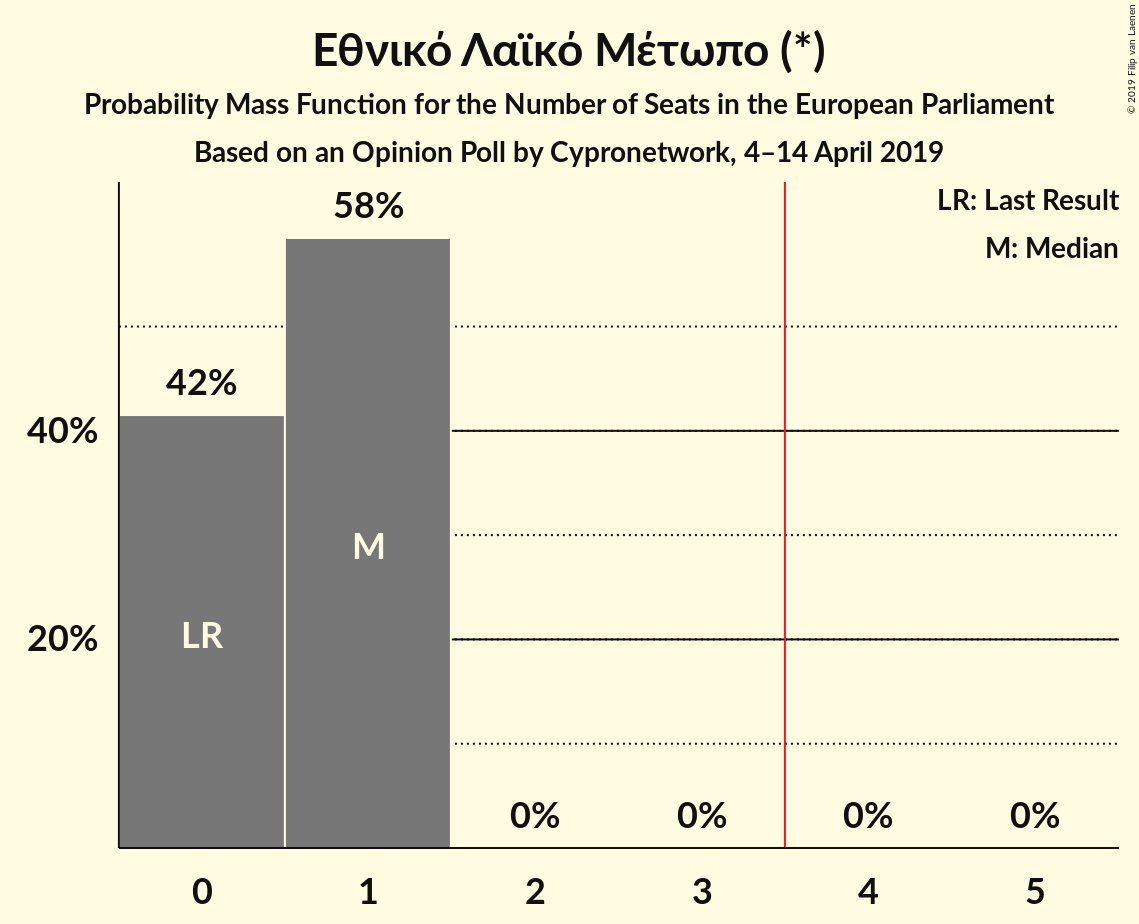 Εθνικό Λαϊκό Μέτωπο (*)
Probability Mass Function for the Number of Seats in the European Parliament
Based on an Opinion Poll by Cypronetwork, 4–14 April 2019
© 2019 Filip van Laenen
LR: Last Result
M: Median
58%
42%
40%
M
LR
20%
0% 0% 0% 0%
0 1 2 3 4 5